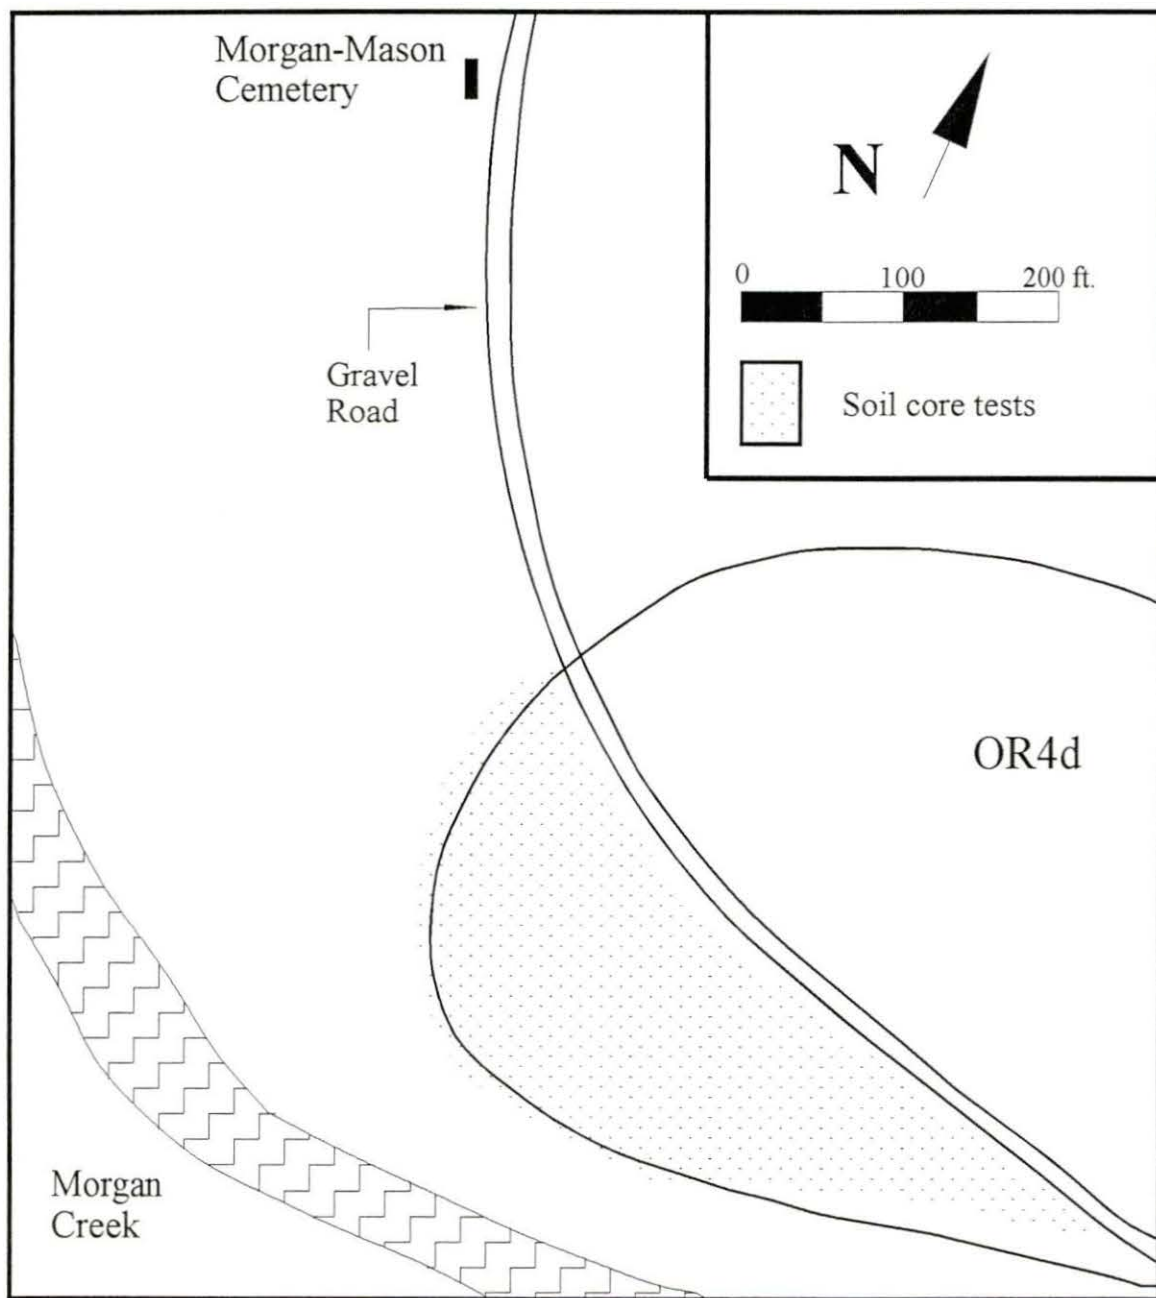 Morgan-Mason
Cemetery
N
0 100 200 ft.
Gravel
Road
Soil core tests
OR4d
Morgan
Creek